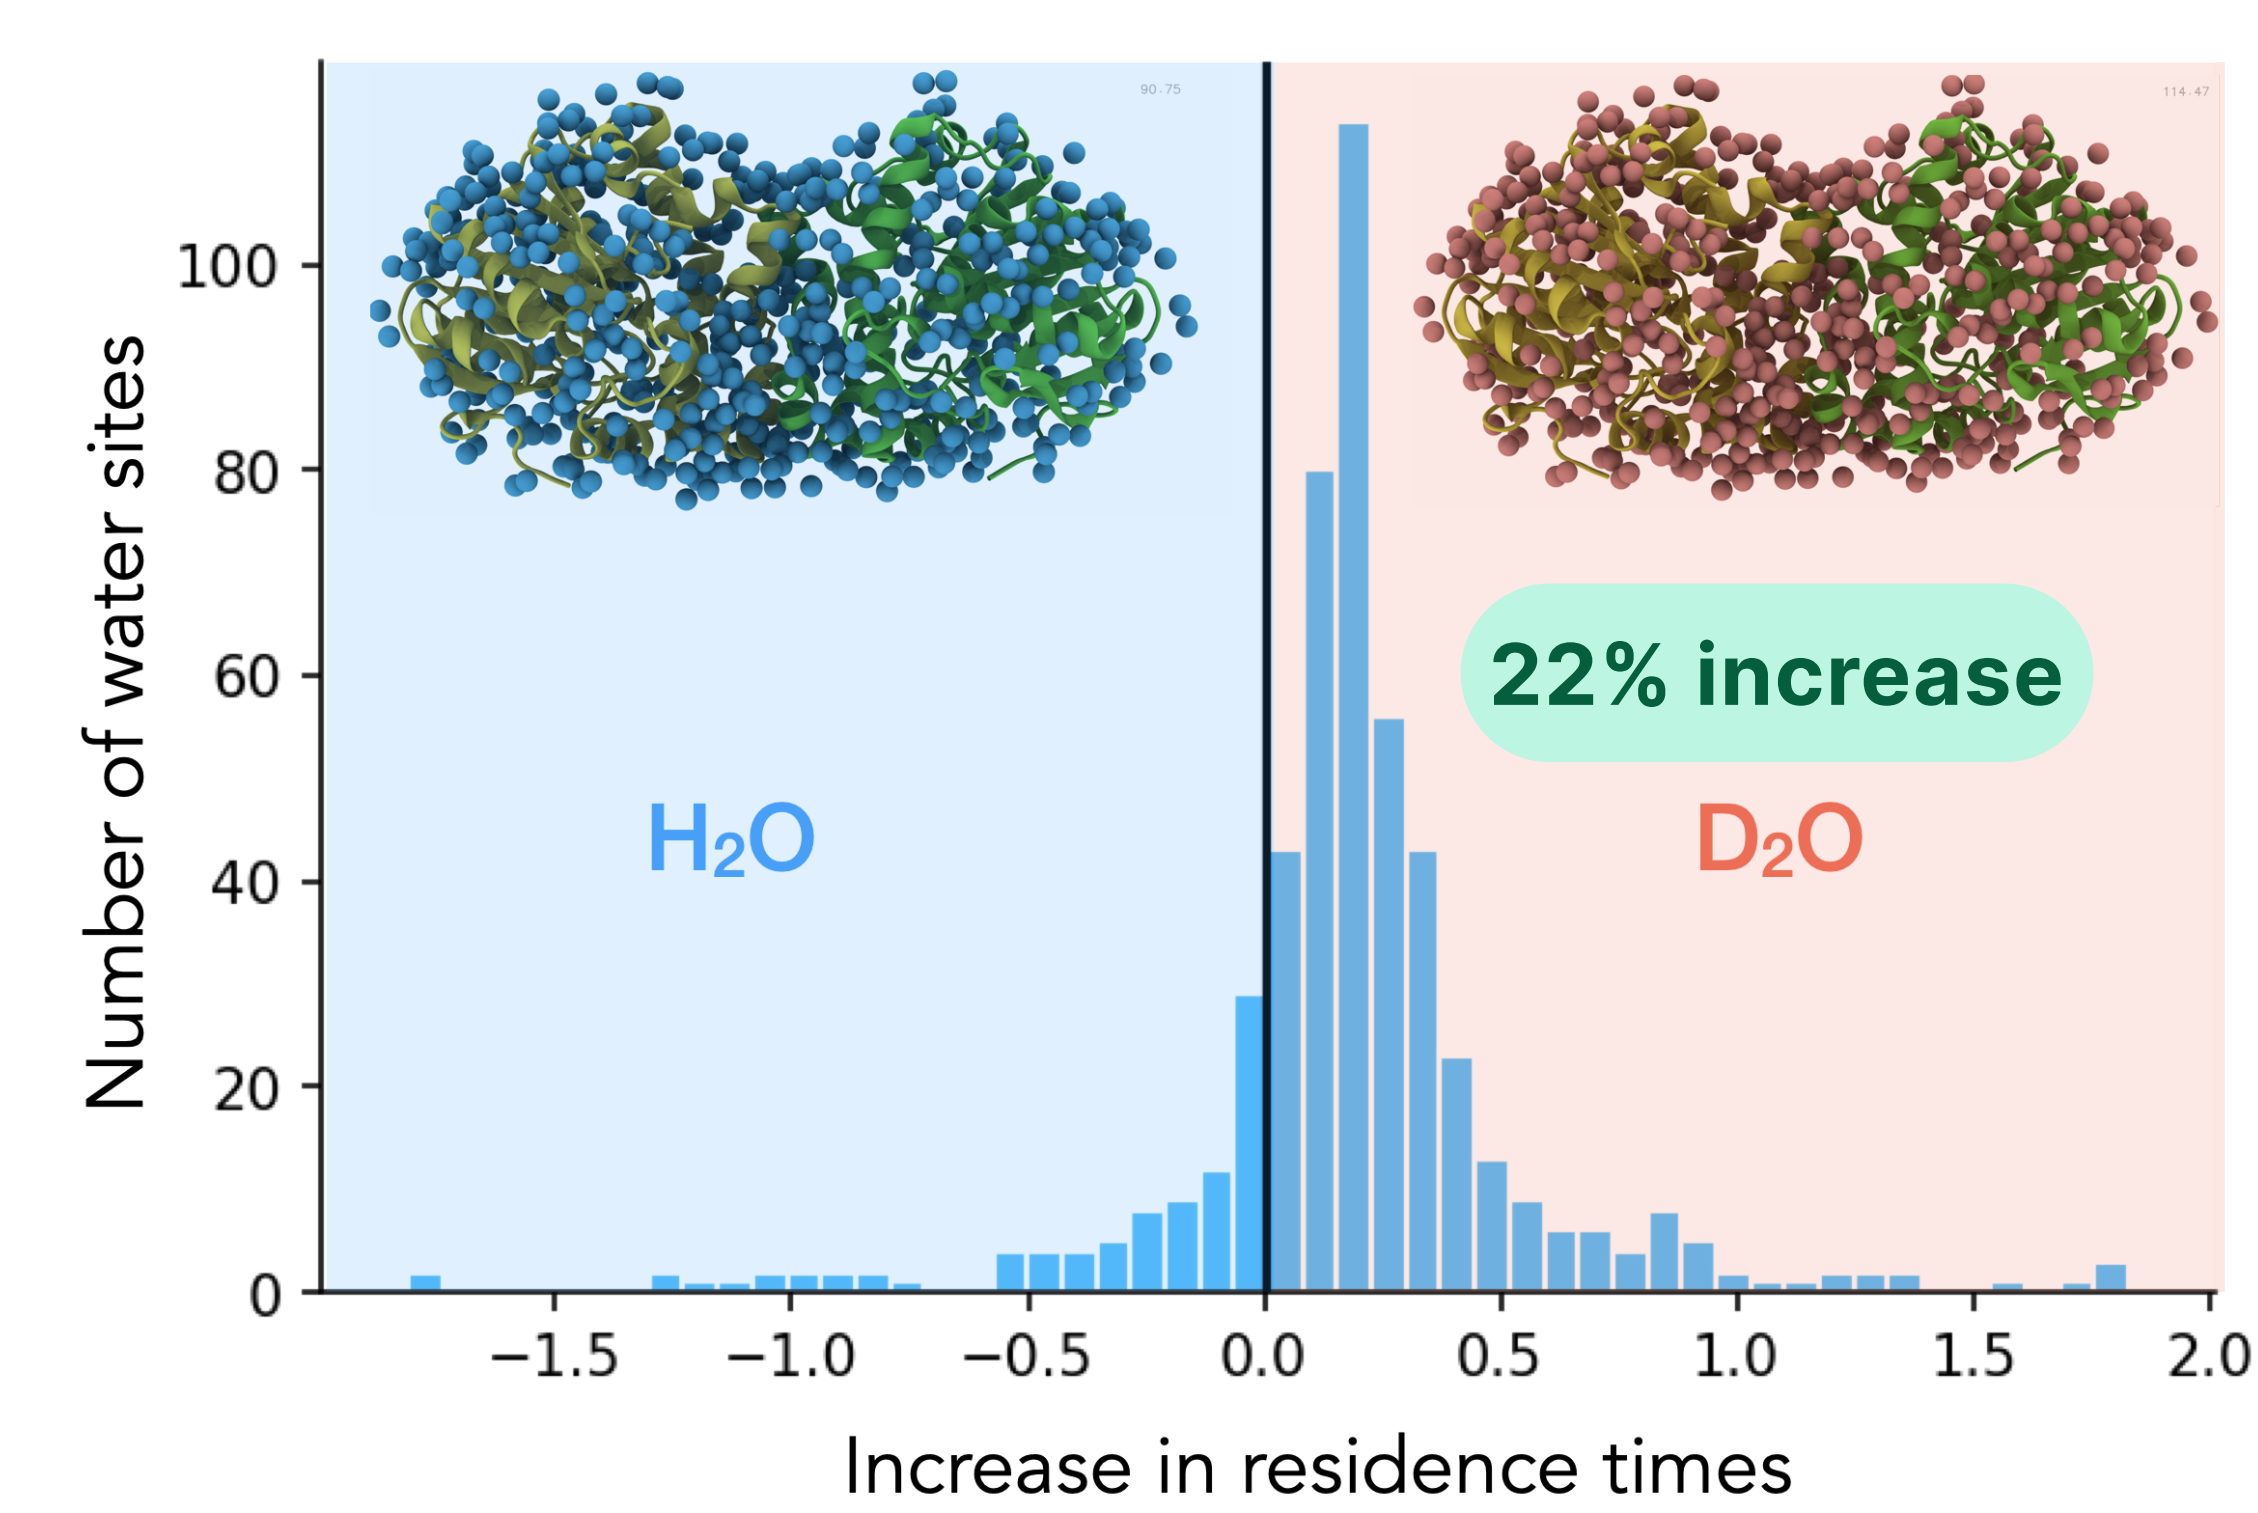 90.75
114.47
Number of water sites
100
80
60
40
20
0
22% increase
H₂O
D₂O
−1.5 −1.0 −0.5 0.0 0.5 1.0 1.5 2.0
Increase in residence times